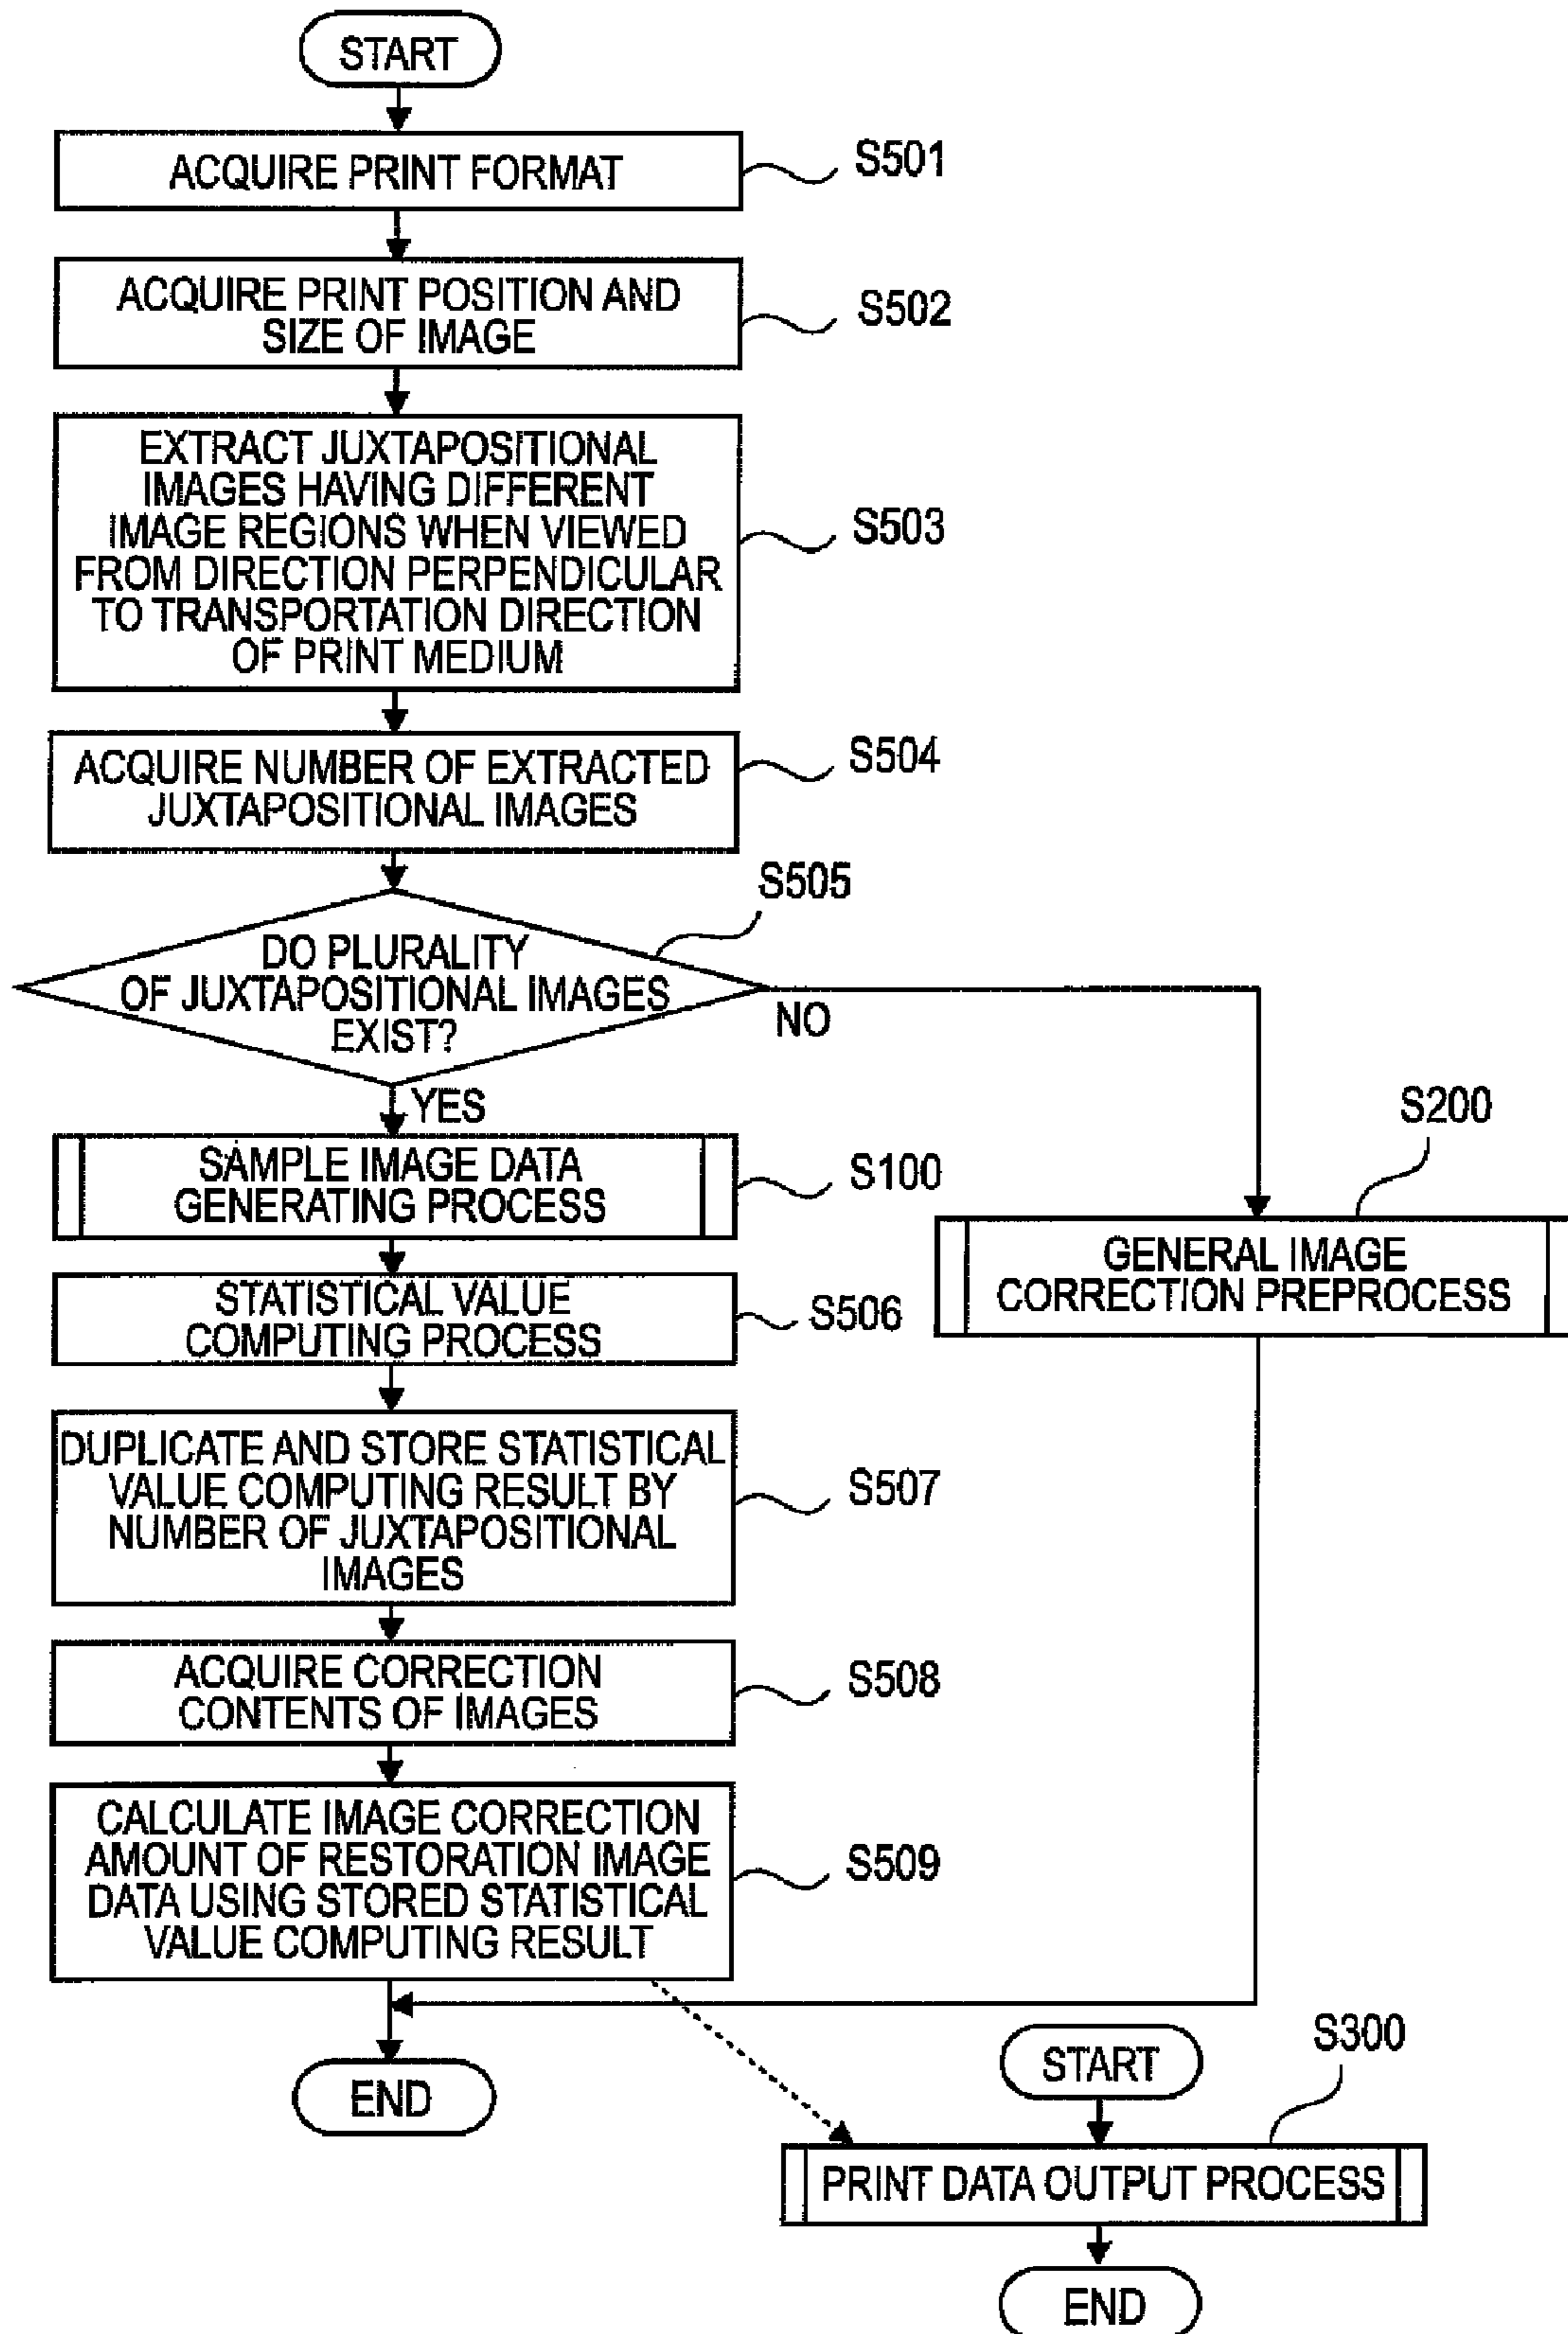 START
ACQUIRE PRINT FORMAT
S501
ACQUIRE PRINT POSITION AND
SIZE OF IMAGE
S502
EXTRACT JUXTAPOSITIONAL
IMAGES HAVING DIFFERENT
IMAGE REGIONS WHEN VIEWED
FROM DIRECTION PERPENDICULAR
TO TRANSPORTATION DIRECTION
OF PRINT MEDIUM
S503
ACQUIRE NUMBER OF EXTRACTED
JUXTAPOSITIONAL IMAGES
S504
DO PLURALITY
OF JUXTAPOSITIONAL IMAGES
EXIST?
S505
NO
YES
SAMPLE IMAGE DATA
GENERATING PROCESS
S100
GENERAL IMAGE
CORRECTION PREPROCESS
S200
STATISTICAL VALUE
COMPUTING PROCESS
S506
DUPLICATE AND STORE STATISTICAL
VALUE COMPUTING RESULT BY
NUMBER OF JUXTAPOSITIONAL
IMAGES
S507
ACQUIRE CORRECTION
CONTENTS OF IMAGES
S508
CALCULATE IMAGE CORRECTION
AMOUNT OF RESTORATION IMAGE
DATA USING STORED STATISTICAL
VALUE COMPUTING RESULT
S509
END
START
S300
PRINT DATA OUTPUT PROCESS
END